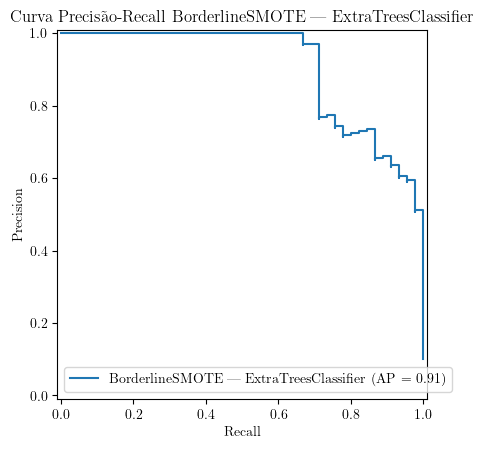 Curva Precisão-Recall BorderlineSMOTE — ExtraTreesClassifier
1.0
0.8
0.6
0.4
0.2
0.0
Precision
BorderlineSMOTE — ExtraTreesClassifier (AP = 0.91)
0.0 0.2 0.4 0.6 0.8 1.0
Recall